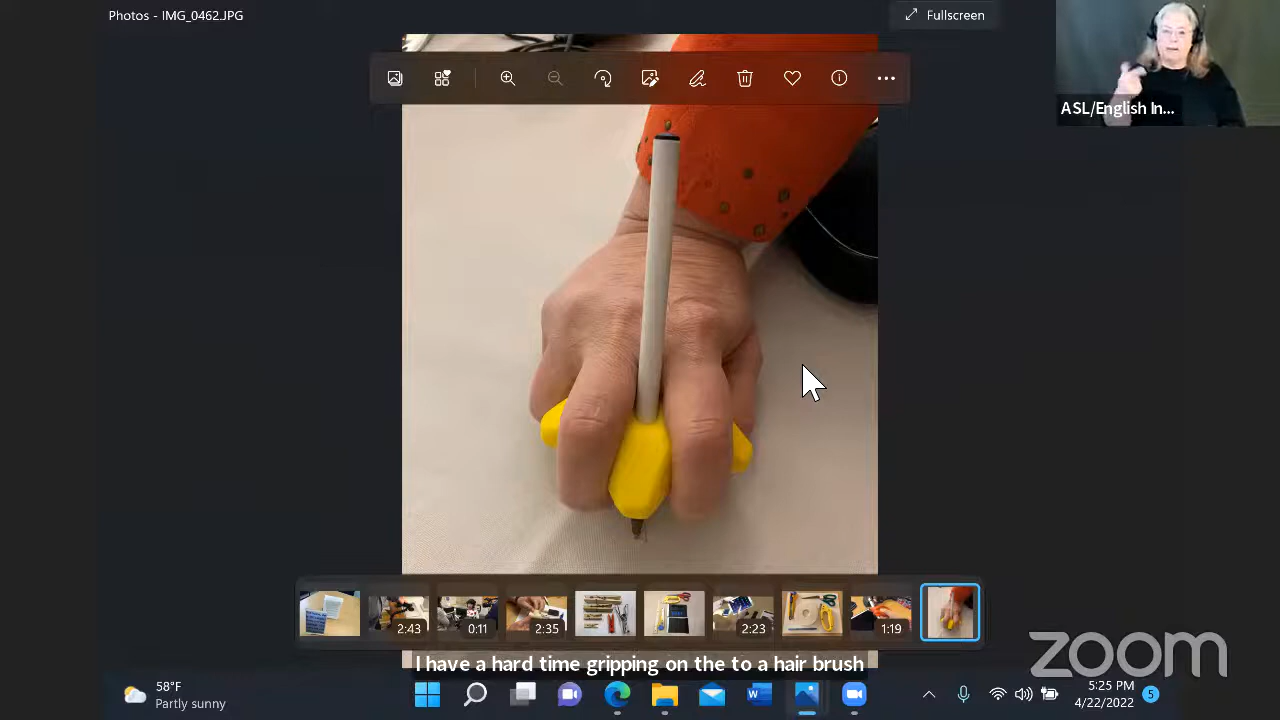 Photos - IMG_0462.JPG
Fullscreen
ASL/English In...
2:43
0:11
2:35
2:23
1:19
I have a hard time gripping on the to a hair brush
zoom
58°F
Partly sunny
5:25 PM
4/22/2022
5